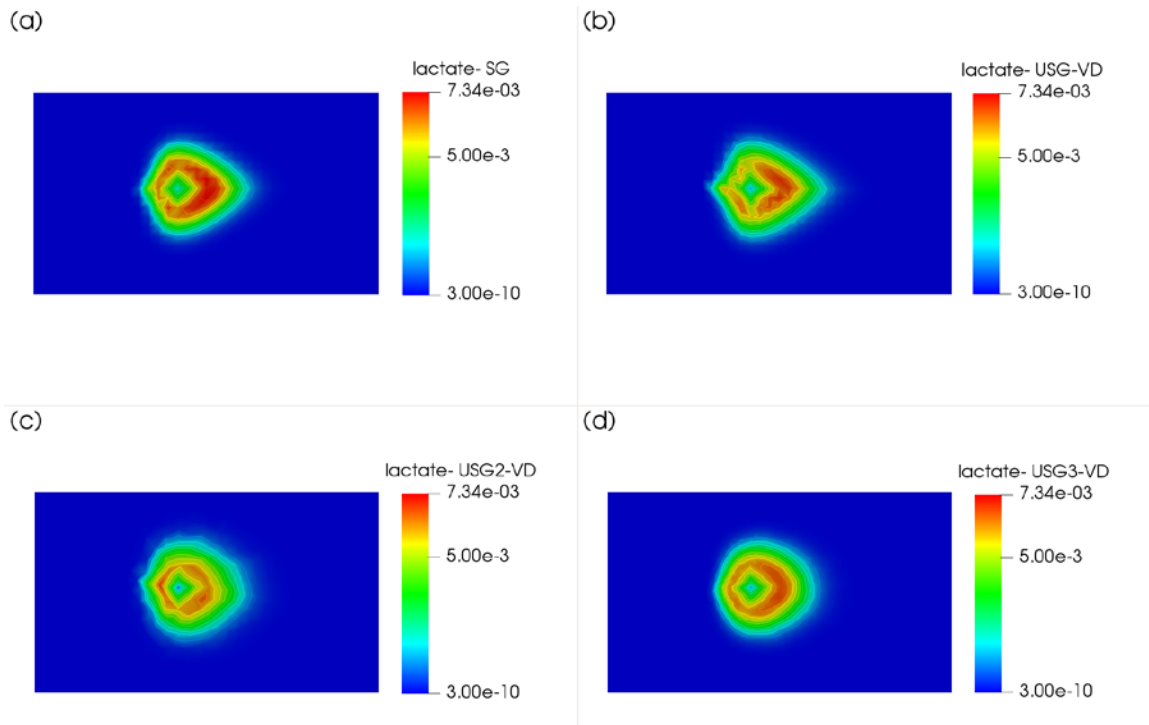 (a)
lactate- SG
7.34e-03
5.00e-3
3.00e-10
(b)
lactate- USG-VD
7.34e-03
5.00e-3
3.00e-10
(c)
lactate- USG2-VD
7.34e-03
5.00e-3
3.00e-10
(d)
lactate- USG3-VD
7.34e-03
5.00e-3
3.00e-10